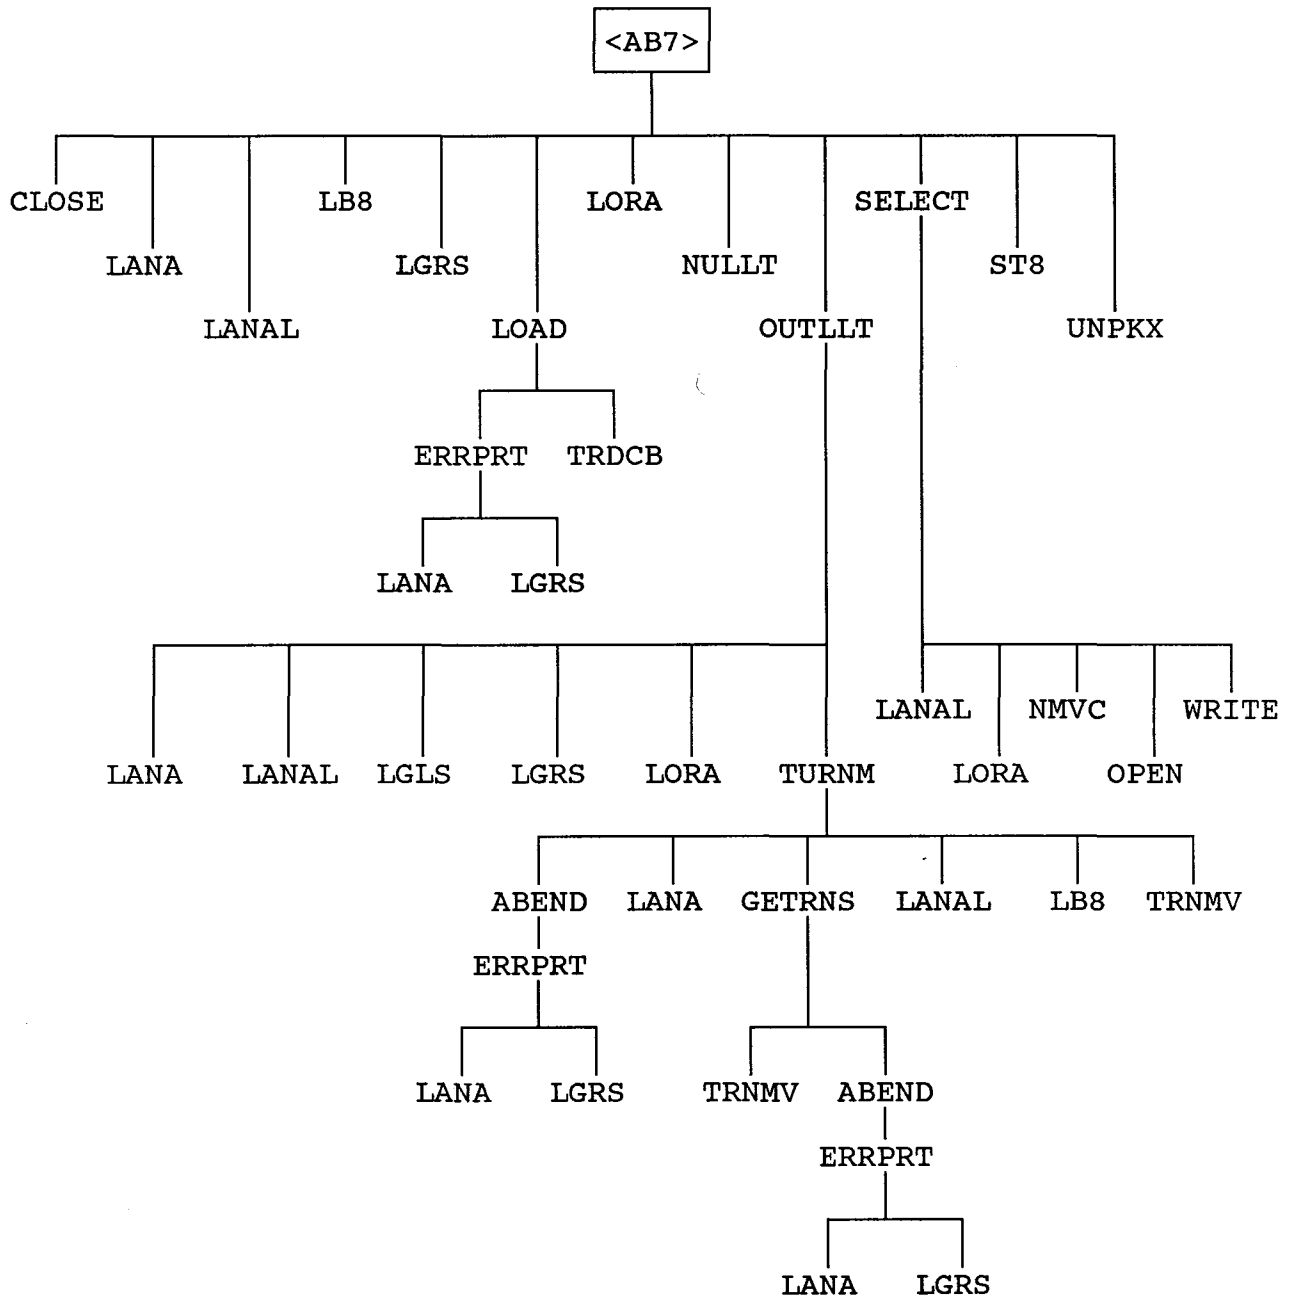 <AB7>
CLOSE LB8 LORA SELECT
LANA LGRS NULLT ST8
LANAL LOAD OUTLLT UNPKX
ERRPRT TRDCB
LANA LGRS
LANAL NMVC WRITE
LANA LANAL LGLS LGRS LORA TURNM LORA OPEN
ABEND LANA GETRNS LANAL LB8 TRNMV
ERRPRT
LANA LGRS TRNMV ABEND
ERRPRT
LANA LGRS